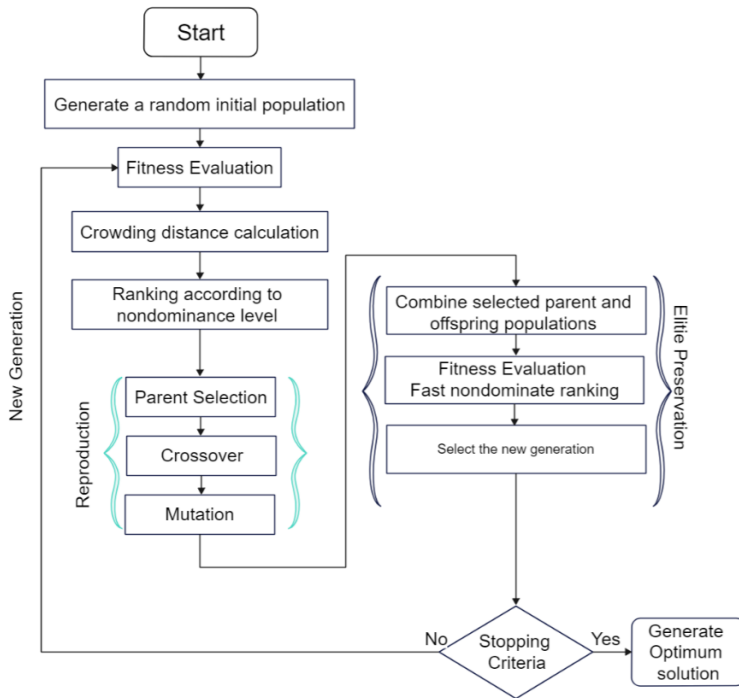 Start
Generate a random initial population
Fitness Evaluation
Crowding distance calculation
Ranking according to
nondominance level
New Generation
Reproduction
Parent Selection
Crossover
Mutation
Combine selected parent and
offspring populations
Fitness Evaluation
Fast nondominate ranking
Select the new generation
Elitie Preservation
No
Stopping
Criteria
Yes
Generate
Optimum
solution